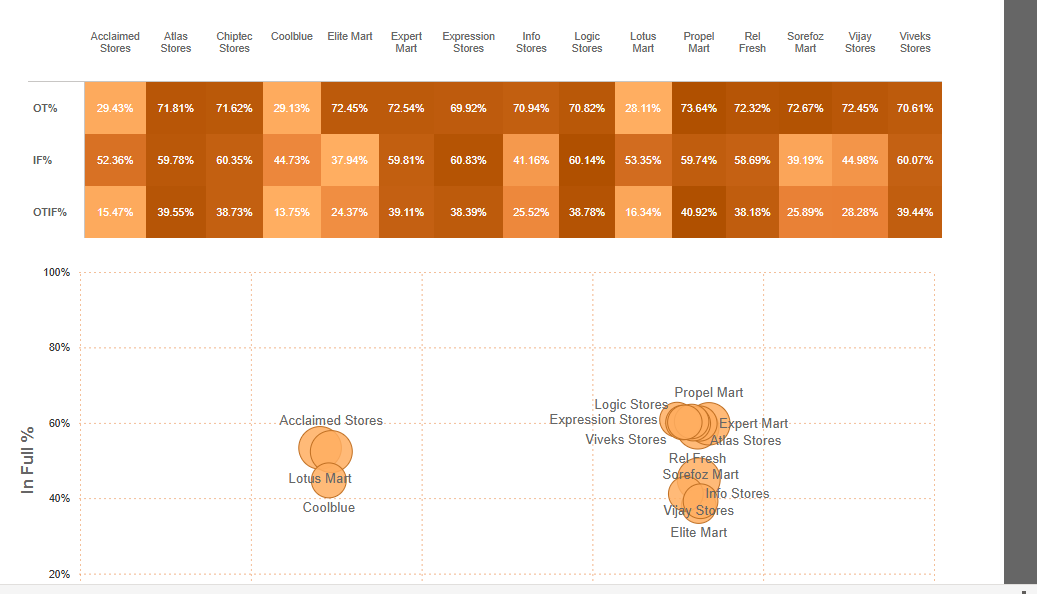 Acclaimed Stores
Atlas Stores
Chiptec Stores
Coolblue
Elite Mart
Expert Mart
Expression Stores
Info Stores
Logic Stores
Lotus Mart
Propel Mart
Rel Fresh
Sorefoz Mart
Vijay Stores
Viveks Stores
OT% 29.43% 71.81% 71.62% 29.13% 72.45% 72.54% 69.92% 70.94% 70.82% 28.11% 73.64% 72.32% 72.67% 72.45% 70.61%
IF% 52.36% 59.78% 60.35% 44.73% 37.94% 59.81% 60.83% 41.16% 60.14% 53.35% 59.74% 58.69% 39.19% 44.98% 60.07%
OTIF% 15.47% 39.55% 38.73% 13.75% 24.37% 39.11% 38.39% 25.52% 38.78% 16.34% 40.92% 38.18% 25.89% 28.28% 39.44%
In Full %
100%
80%
60%
40%
20%
Propel Mart
Logic Stores
Acclaimed Stores
Expression Stores
Expert Mart
Viveks Stores
Atlas Stores
Rel Fresh
Sorefoz Mart
Lotus Mart
Info Stores
Coolblue
Vijay Stores
Elite Mart